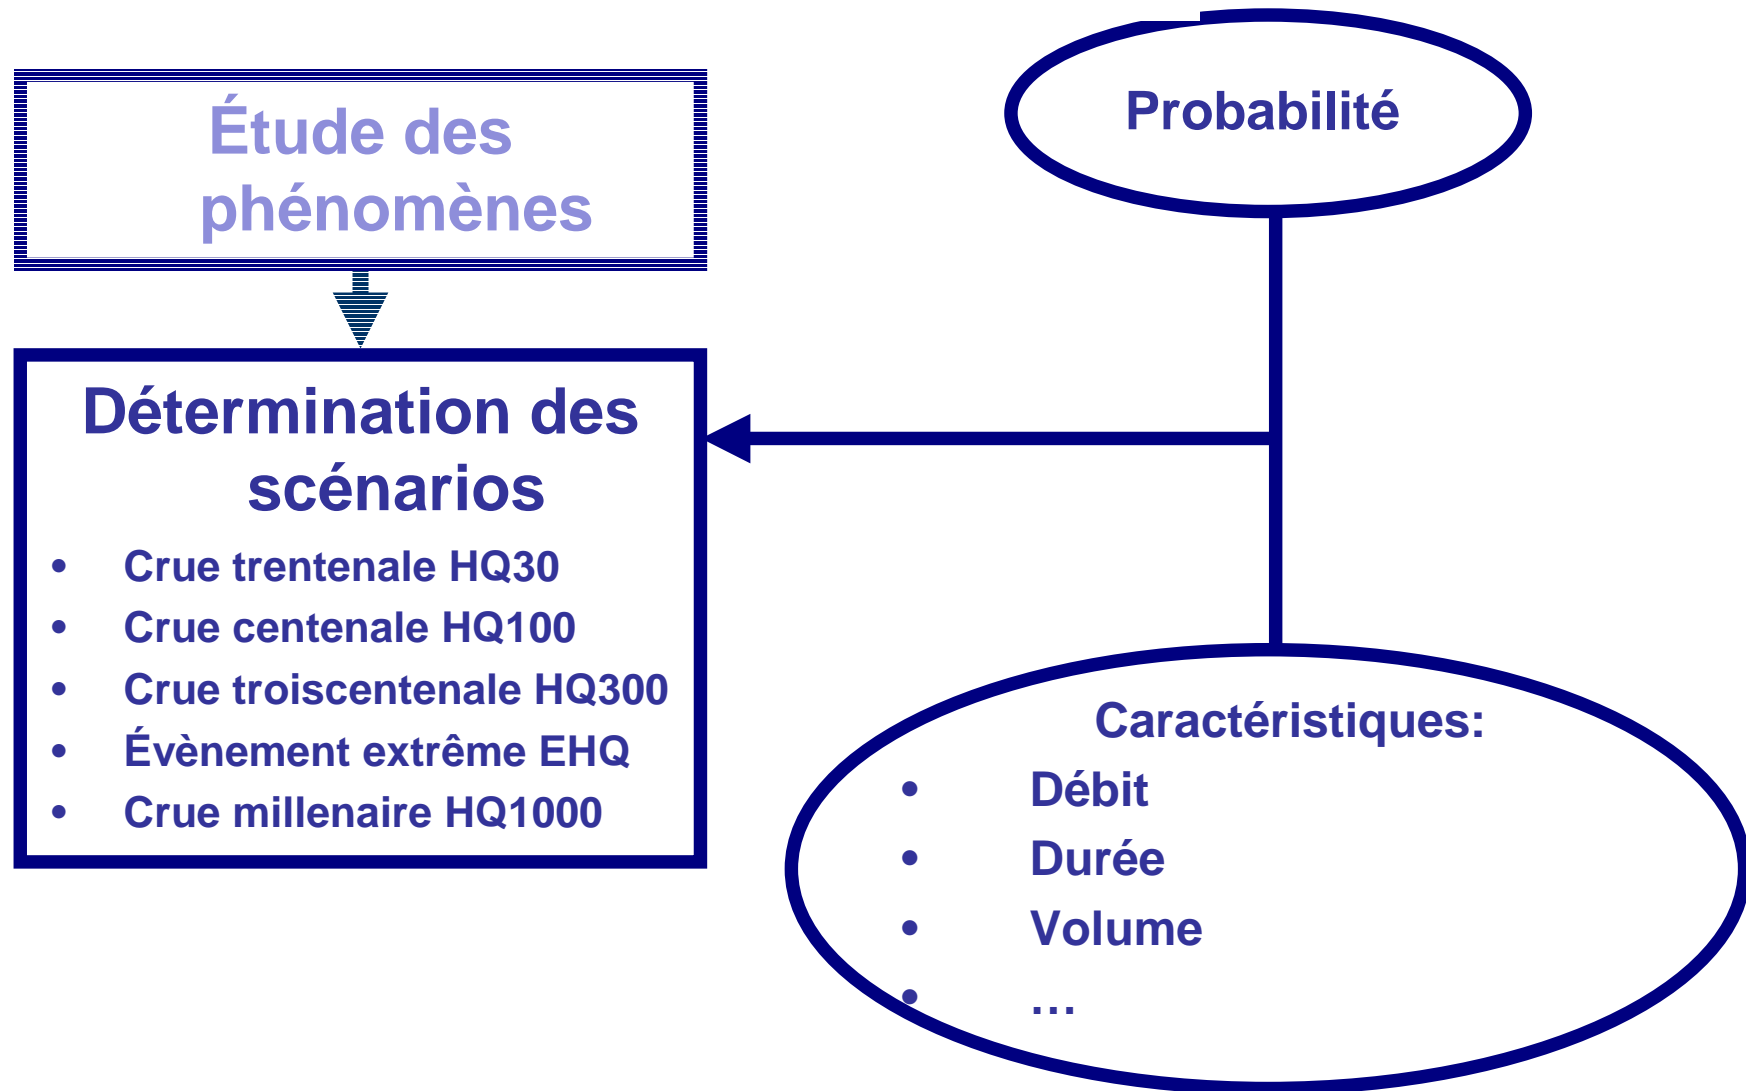 Étude des
phénomènes
Probabilité
Détermination des
scénarios
• Crue trentenale HQ30
• Crue centenale HQ100
• Crue troiscentenale HQ300
• Évènement extrême EHQ
• Crue millenaire HQ1000
Caractéristiques:
• Débit
• Durée
• Volume
• …